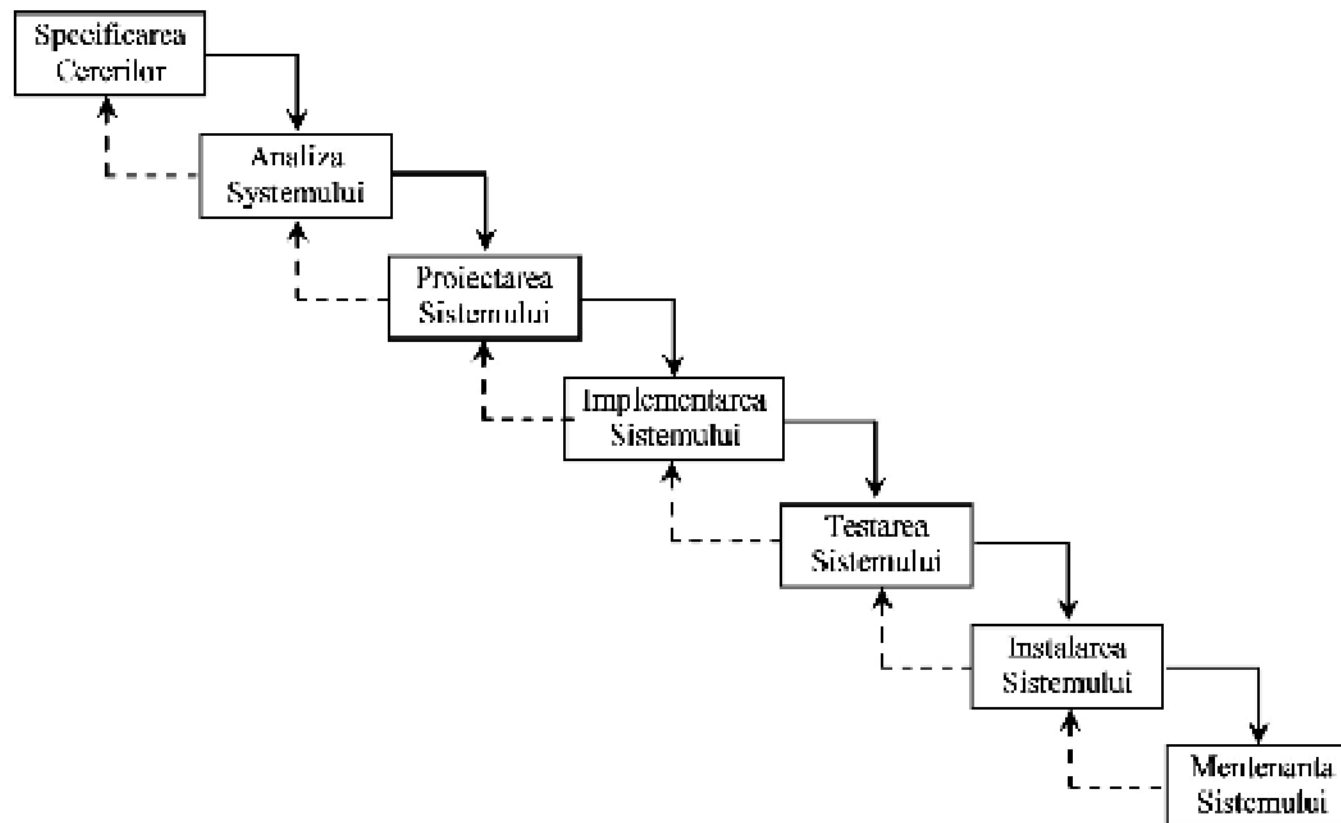 Specificarea
Cererilor
Analiza
Systemului
Proiectarea
Sistemului
Implementarea
Sistemului
Testarea
Sistemului
Instalarea
Sistemului
Mentenanta
Sistemului